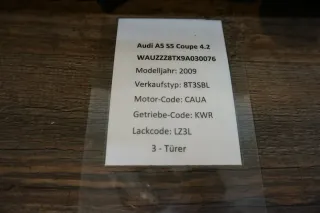 Audi A5 S5 Coupe 4.2
WAUZZZ8TX9A030076
Modelljahr: 2009
Verkaufstyp: 8T3SBL
Motor-Code: CAUA
Getriebe-Code: KWR
Lackcode: LZ3L
3 - Türer